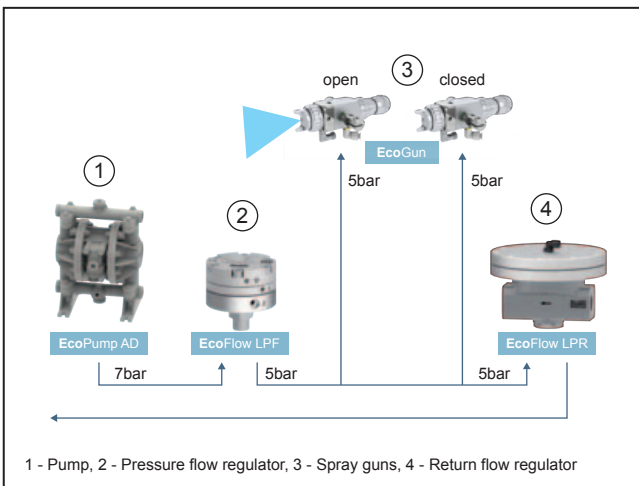 open
3
closed
EcoGun
5bar
5bar
1
2
4
EcoPump AD
EcoFlow LPF
EcoFlow LPR
7bar
5bar
5bar
1 - Pump, 2 - Pressure flow regulator, 3 - Spray guns, 4 - Return flow regulator